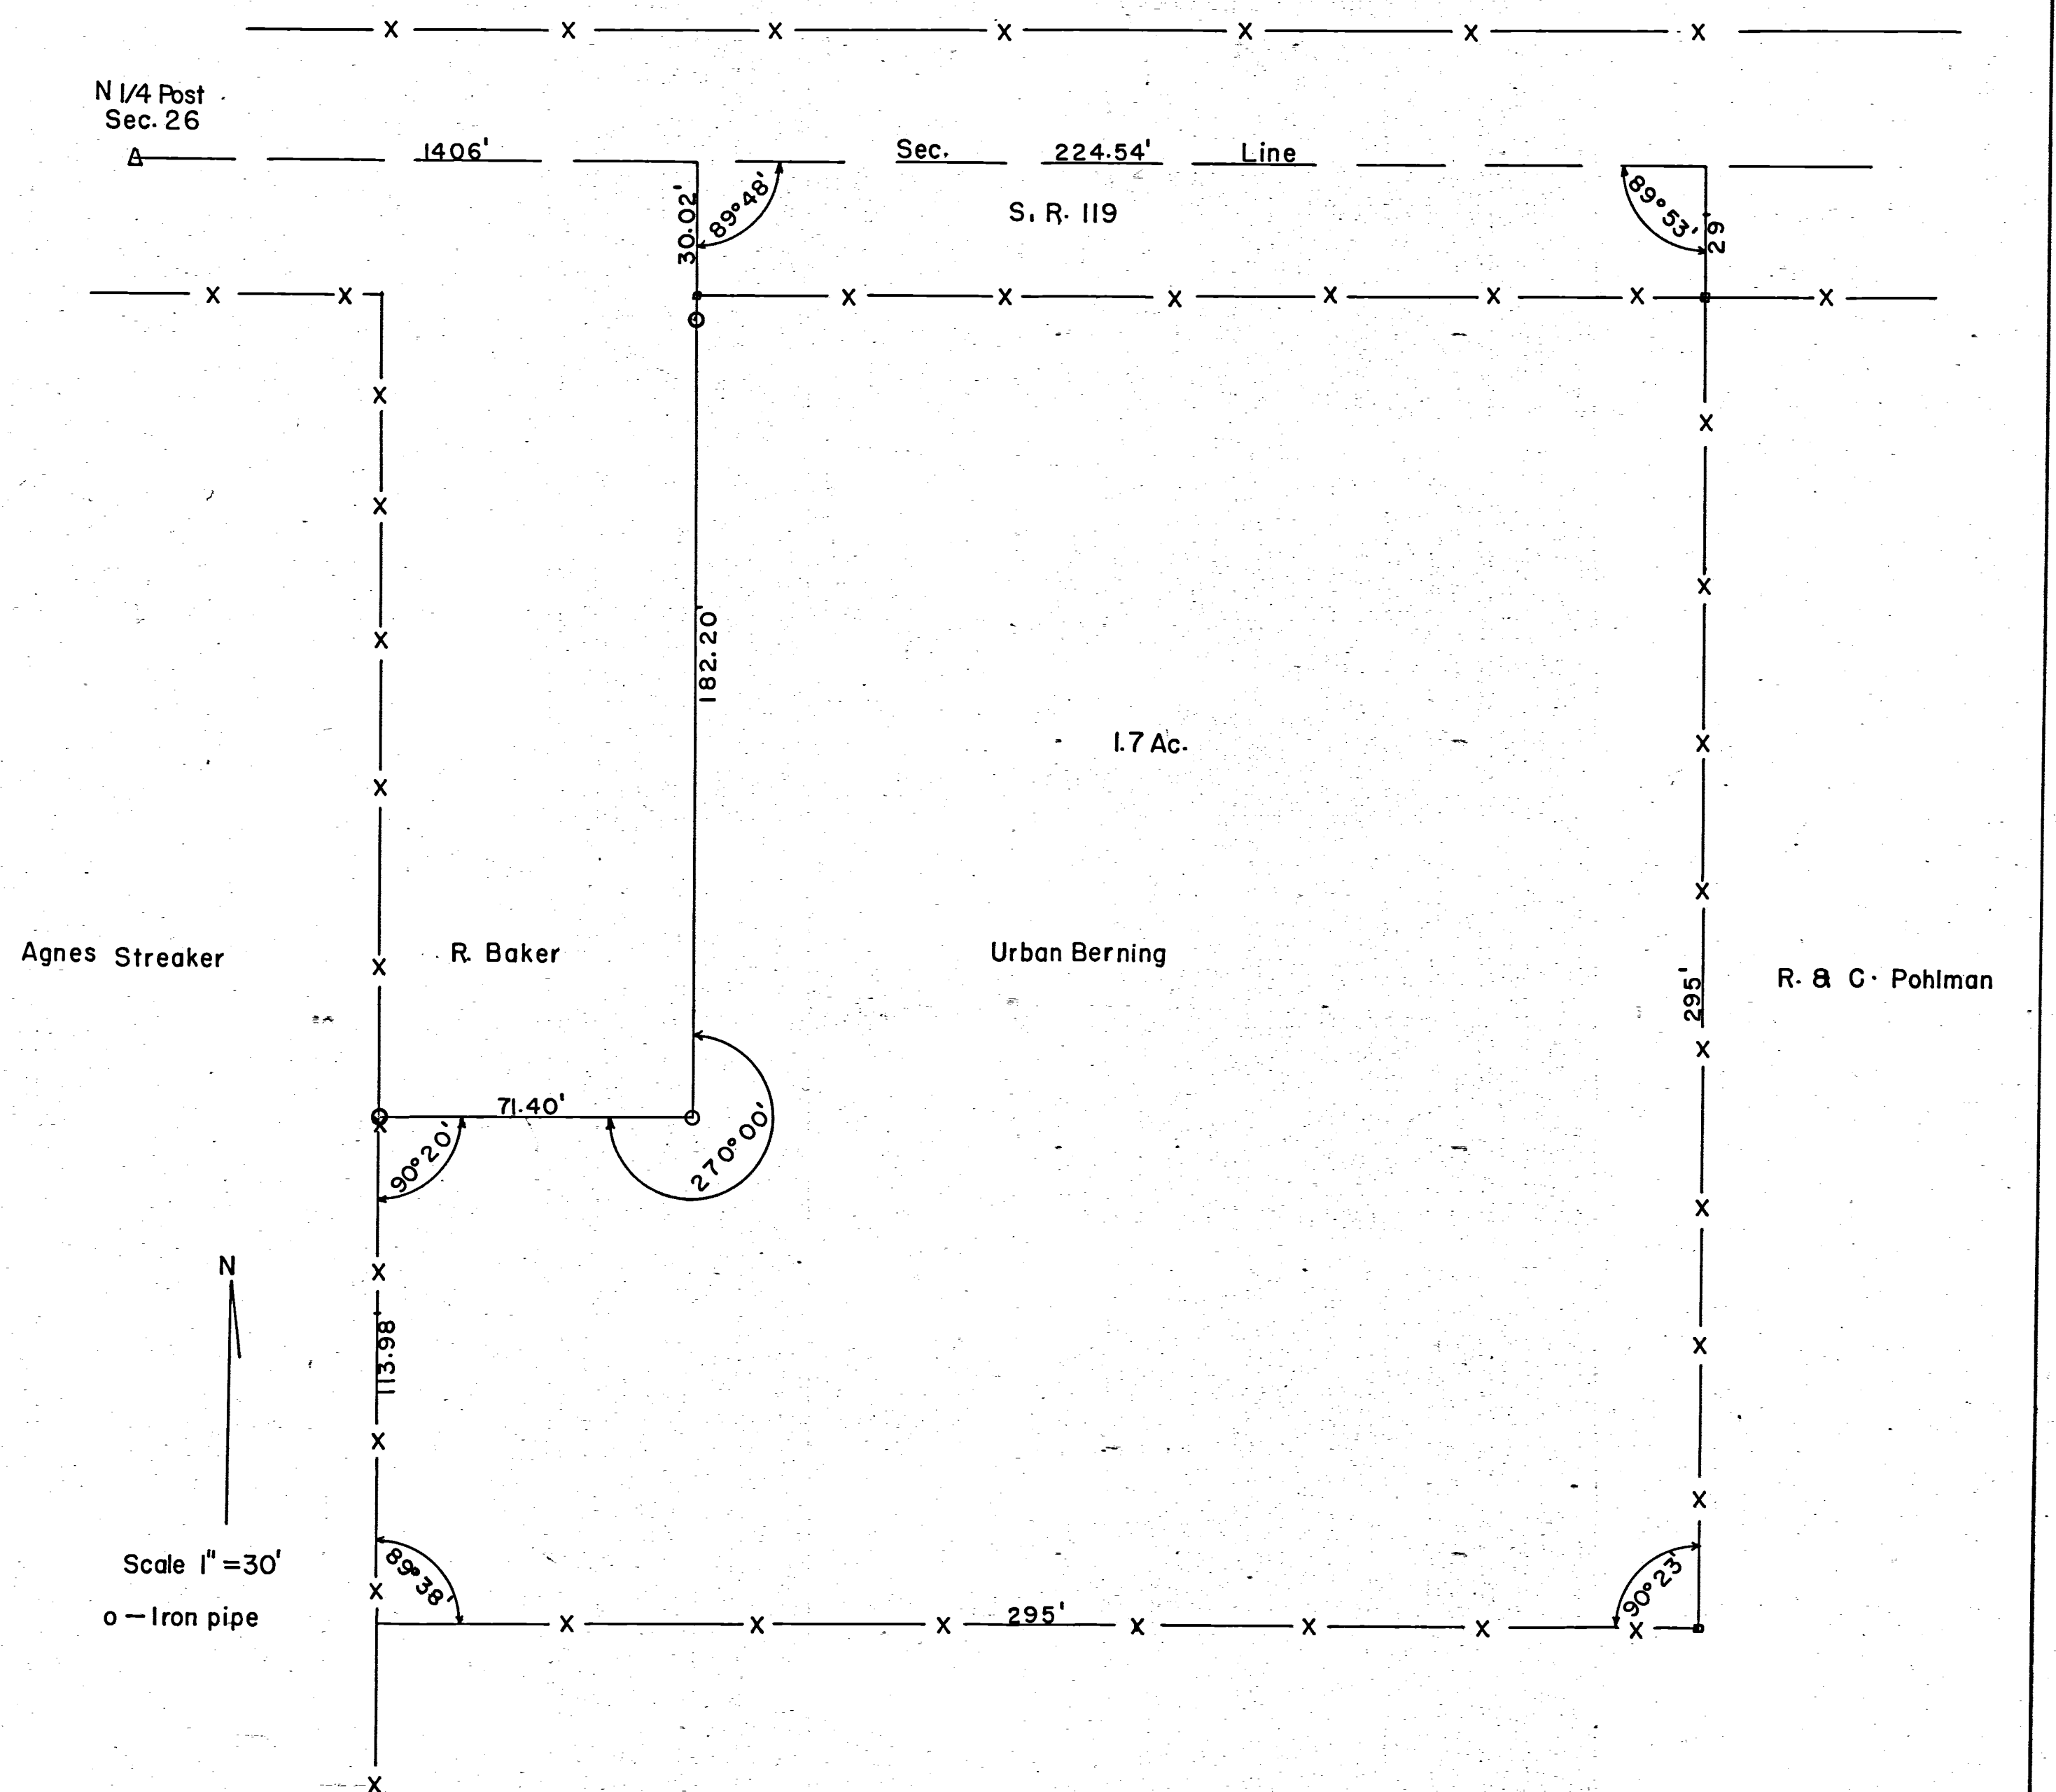 N 1/4 Post
Sec. 26
1406'
Sec. 224.54' Line
30.02'
89°48'
S. R. 119
89°53'
29'
182.20'
1.7 Ac.
Agnes Streaker
R. Baker
Urban Berning
R. & C. Pohlman
295'
71.40'
90°20'
270°00'
N
113.98'
Scale 1" = 30'
o — Iron pipe
89°38'
295'
90°23'